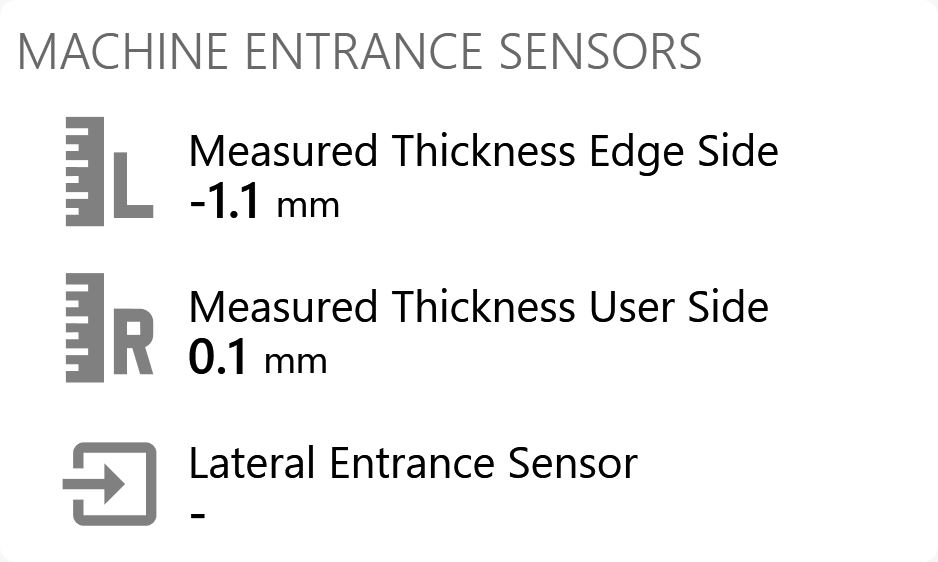 MACHINE ENTRANCE SENSORS
L
Measured Thickness Edge Side
-1.1 mm
R
Measured Thickness User Side
0.1 mm
Lateral Entrance Sensor
-